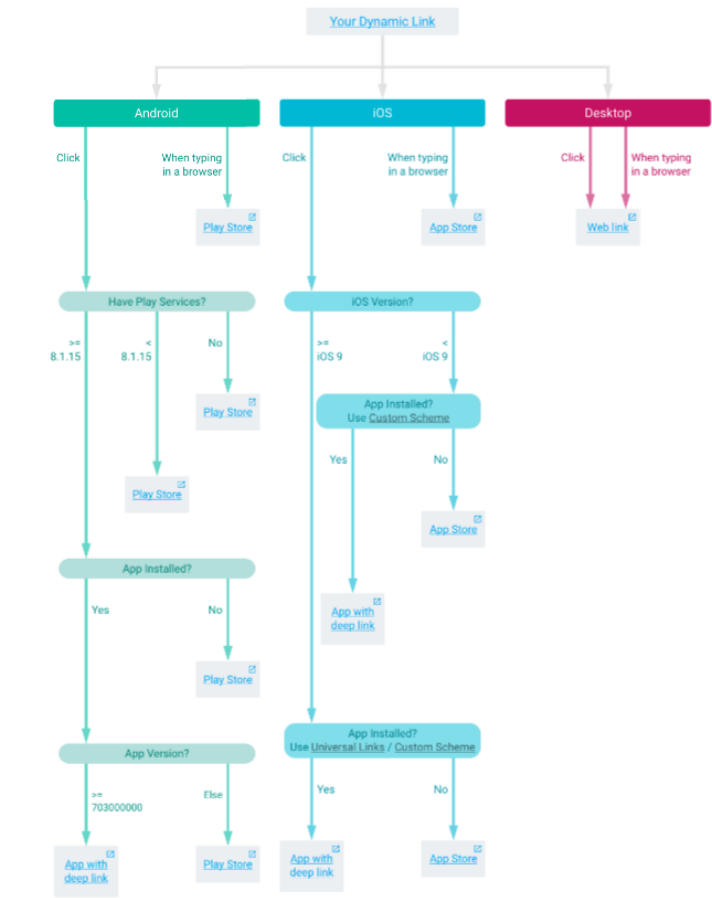 Your Dynamic Link
Android
iOS
Desktop
Click
When typing
in a browser
Click
When typing
in a browser
Click
When typing
in a browser
Play Store
App Store
Web link
Have Play Services?
iOS Version?
>=
8.1.15
<
8.1.15
No
>=
iOS 9
<
iOS 9
Play Store
App Installed?
Use Custom Scheme
Yes
No
Play Store
App Store
App Installed?
Yes
No
App with
deep link
Play Store
App Installed?
Use Universal Links / Custom Scheme
App Version?
>=
703000000
Else
Yes
No
App with
deep link
Play Store
App with
deep link
App Store